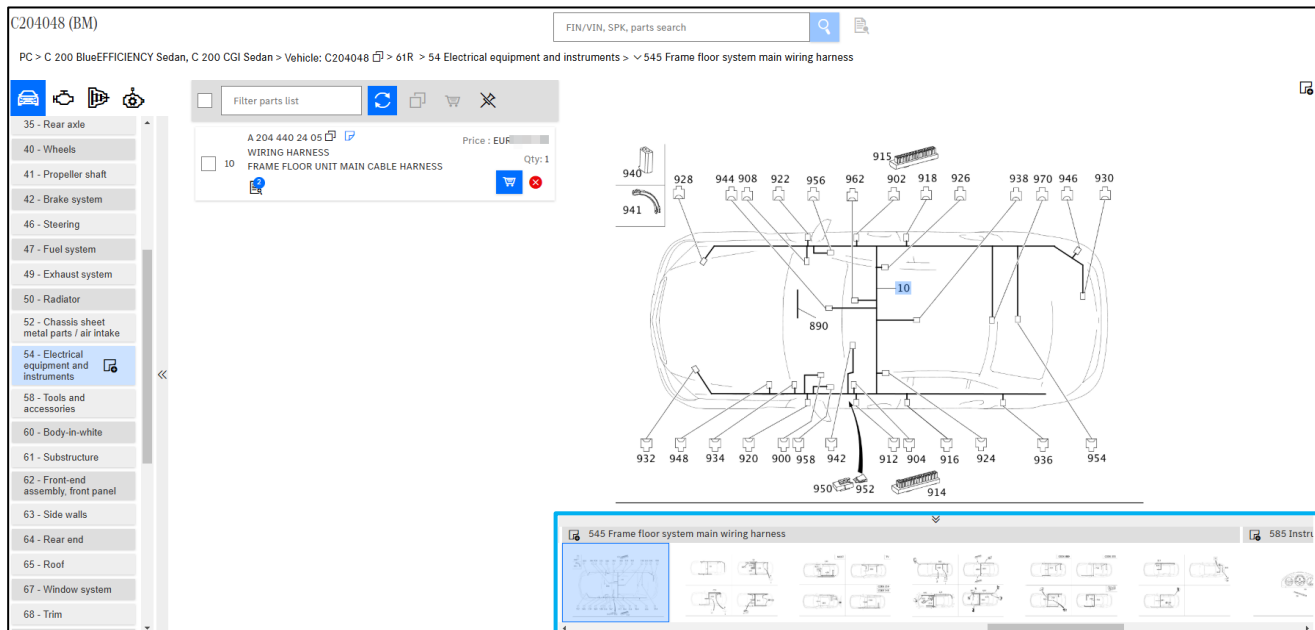 C204048 (BM)
FIN/VIN, SPK, parts search
PC > C 200 BlueEFFICIENCY Sedan, C 200 CGI Sedan > Vehicle: C204048 > 61R > 54 Electrical equipment and instruments > 545 Frame floor system main wiring harness
35 - Rear axle
40 - Wheels
41 - Propeller shaft
42 - Brake system
46 - Steering
47 - Fuel system
49 - Exhaust system
50 - Radiator
52 - Chassis sheet
metal parts / air intake
54 - Electrical
equipment and
instruments
58 - Tools and
accessories
60 - Body-in-white
61 - Substructure
62 - Front-end
assembly, front panel
63 - Side walls
64 - Rear end
65 - Roof
67 - Window system
68 - Trim
Filter parts list
10
A 204 440 24 05
WIRING HARNESS
FRAME FLOOR UNIT MAIN CABLE HARNESS
2
Price : EUR
Qty: 1
915
940
941
928 944 908 922 956 962 902 918 926 938 970 946 930
10
890
932 948 934 920 900 958 942 912 904 916 924 936 954
950 952 914
545 Frame floor system main wiring harness
585 Instru